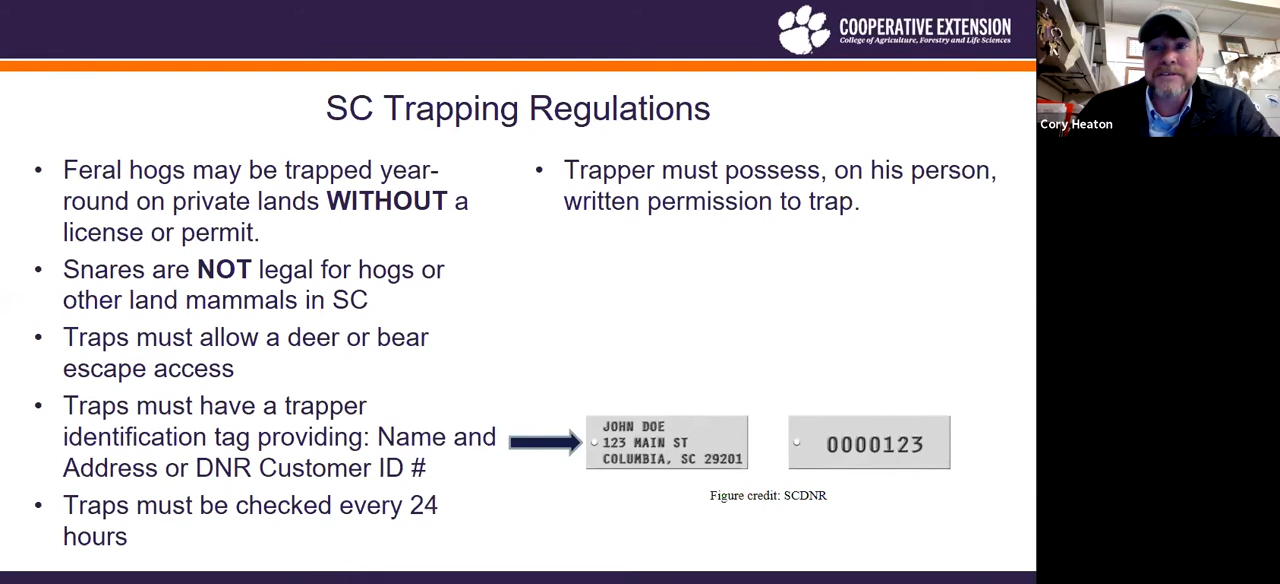 COOPERATIVE EXTENSION
College of Agriculture, Forestry and Life Sciences
Cory Heaton
SC Trapping Regulations
• Feral hogs may be trapped year-
round on private lands WITHOUT a
license or permit.
• Snares are NOT legal for hogs or
other land mammals in SC
• Traps must allow a deer or bear
escape access
• Traps must have a trapper
identification tag providing: Name and
Address or DNR Customer ID #
• Traps must be checked every 24
hours
• Trapper must possess, on his person,
written permission to trap.
JOHN DOE
123 MAIN ST
COLUMBIA, SC 29201
0000123
Figure credit: SCDNR